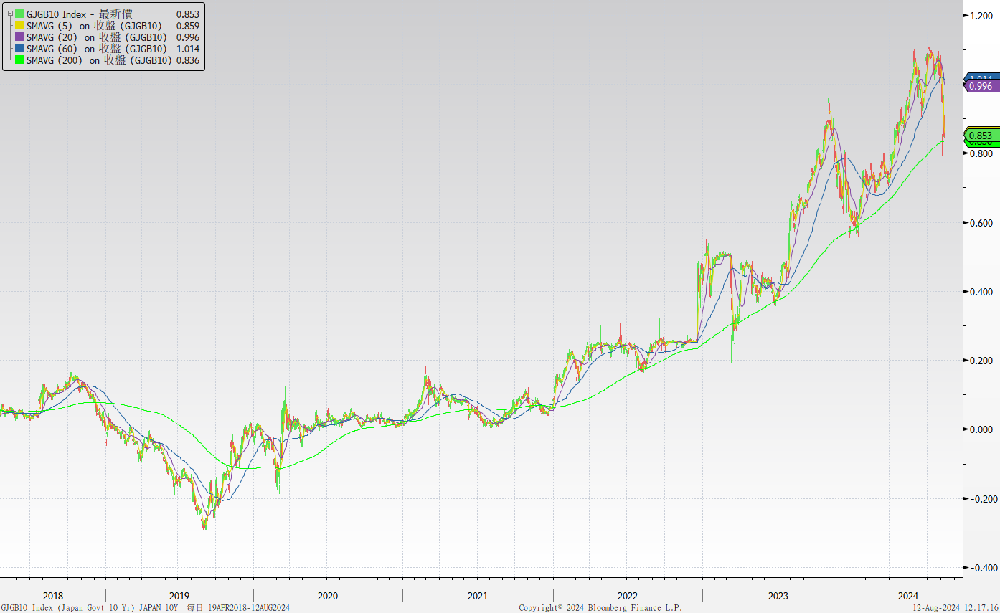 GJGB10 Index - 最新價 0.853
SMAVG (5) on 收盤 (GJGB10) 0.859
SMAVG (20) on 收盤 (GJGB10) 0.996
SMAVG (60) on 收盤 (GJGB10) 1.014
SMAVG (200) on 收盤 (GJGB10) 0.836
1.200
1.014
0.996
0.853
0.836
0.800
0.600
0.400
0.200
0.000
-0.200
-0.400
2018 2019 2020 2021 2022 2023 2024
GJGB10 Index (Japan Govt 10 Yr) JAPAN 10Y 每日 19APR2018-12AUG2024 Copyright© 2024 Bloomberg Finance L.P. 12-Aug-2024 12:17:16